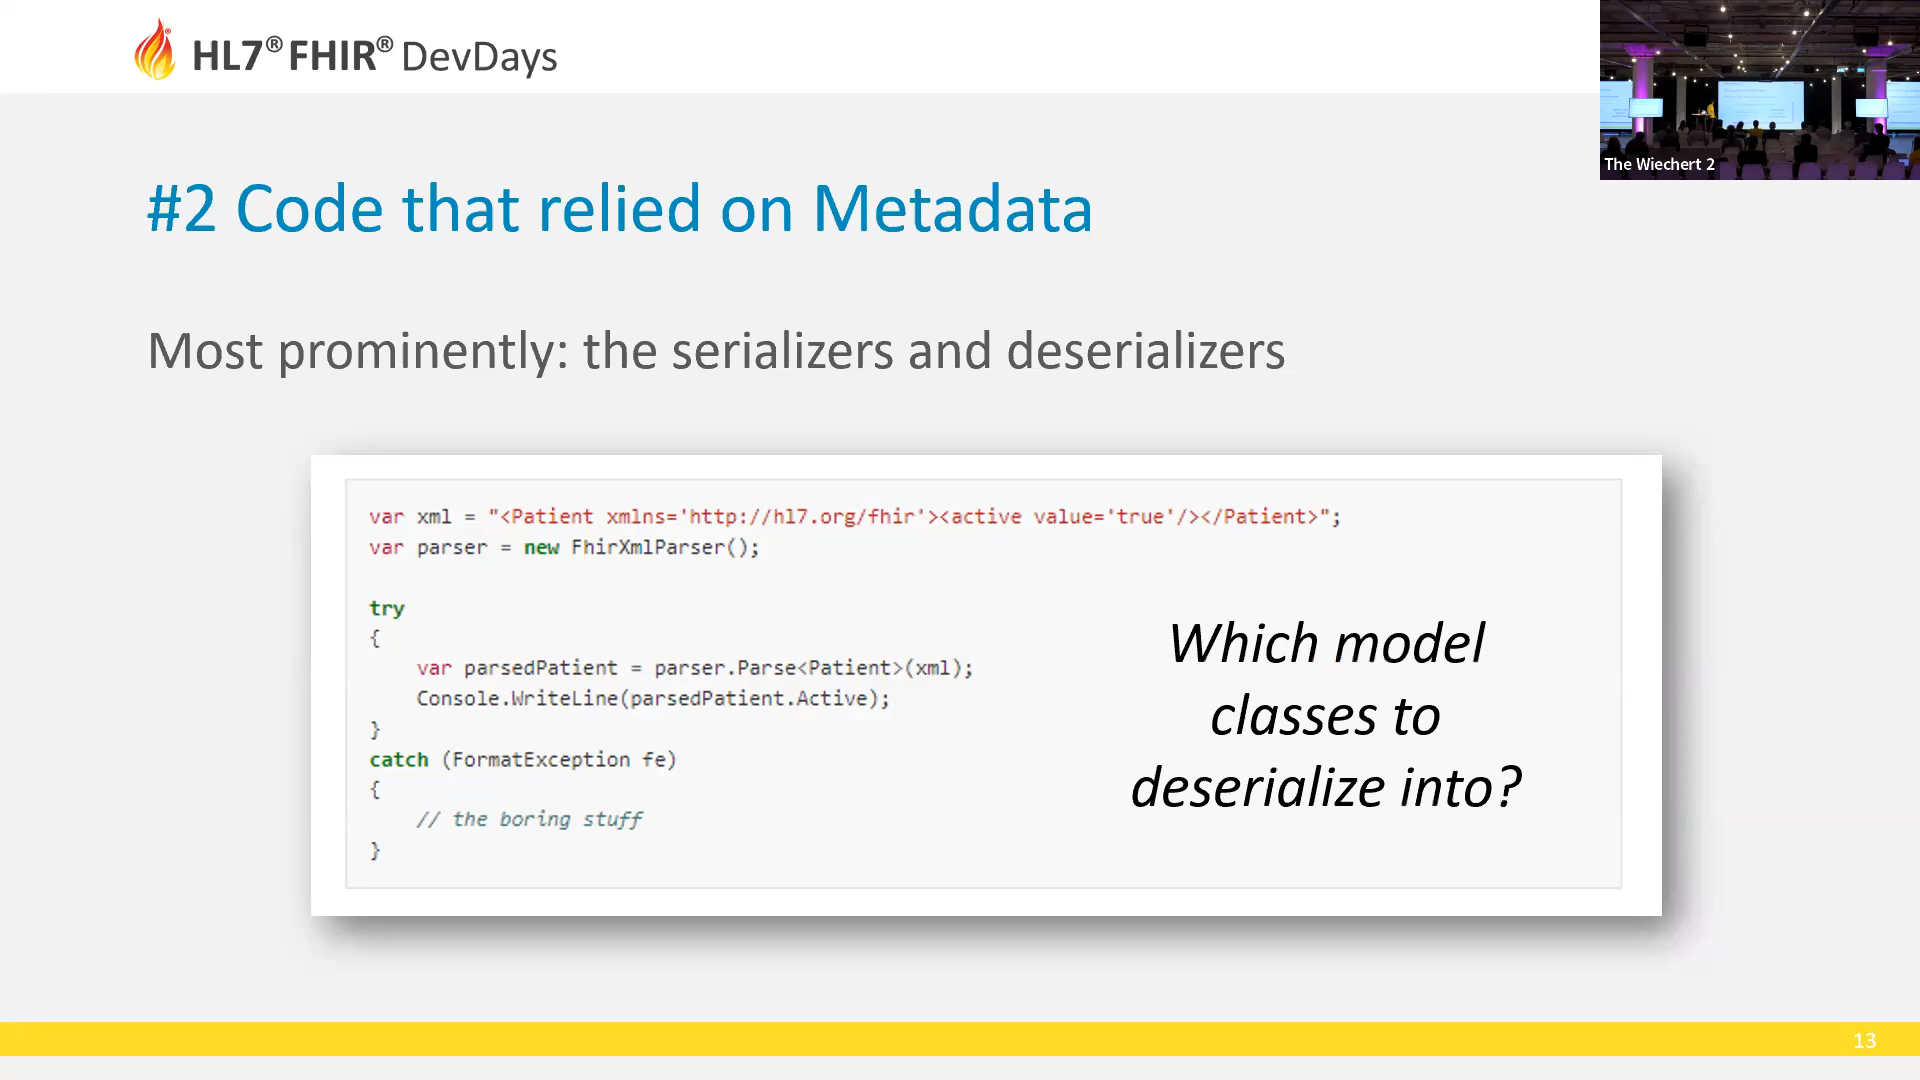 HL7® FHIR® DevDays
The Wiechert 2
#2 Code that relied on Metadata
Most prominently: the serializers and deserializers
var xml = "<Patient xmlns='http://hl7.org/fhir'><active value='true'/></Patient>";
var parser = new FhirXmlParser();
try
{
    var parsedPatient = parser.Parse<Patient>(xml);
    Console.WriteLine(parsedPatient.Active);
}
catch (FormatException fe)
{
    // the boring stuff
}
Which model
classes to
deserialize into?
13